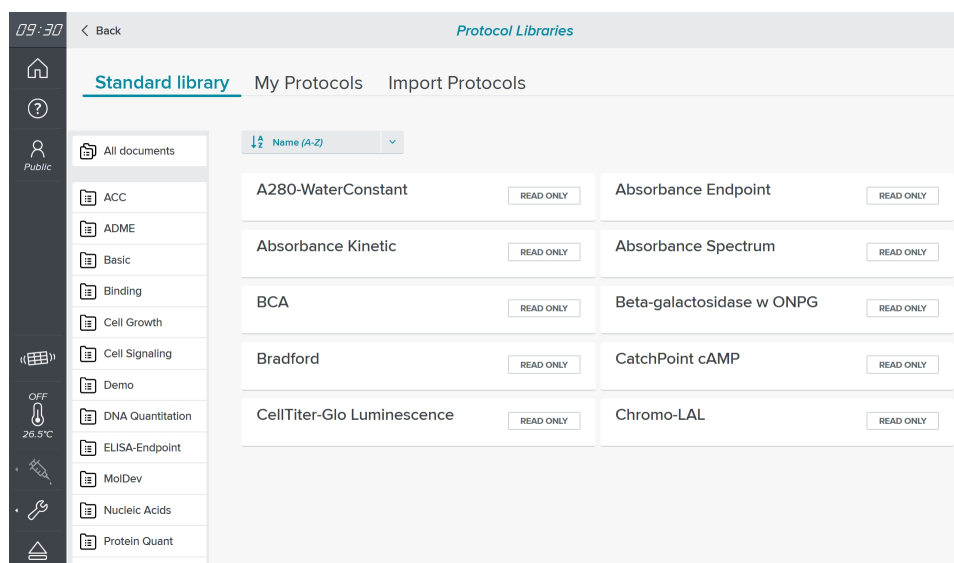 09:30
Back
Protocol Libraries
Standard library
My Protocols
Import Protocols
Public
OFF
26.5°C
All documents
ACC
ADME
Basic
Binding
Cell Growth
Cell Signaling
Demo
DNA Quantitation
ELISA-Endpoint
MolDev
Nucleic Acids
Protein Quant
A Z Name (A-Z)
A280-WaterConstant
READ ONLY
Absorbance Endpoint
READ ONLY
Absorbance Kinetic
READ ONLY
Absorbance Spectrum
READ ONLY
BCA
READ ONLY
Beta-galactosidase w ONPG
READ ONLY
Bradford
READ ONLY
CatchPoint cAMP
READ ONLY
CellTiter-Glo Luminescence
READ ONLY
Chromo-LAL
READ ONLY